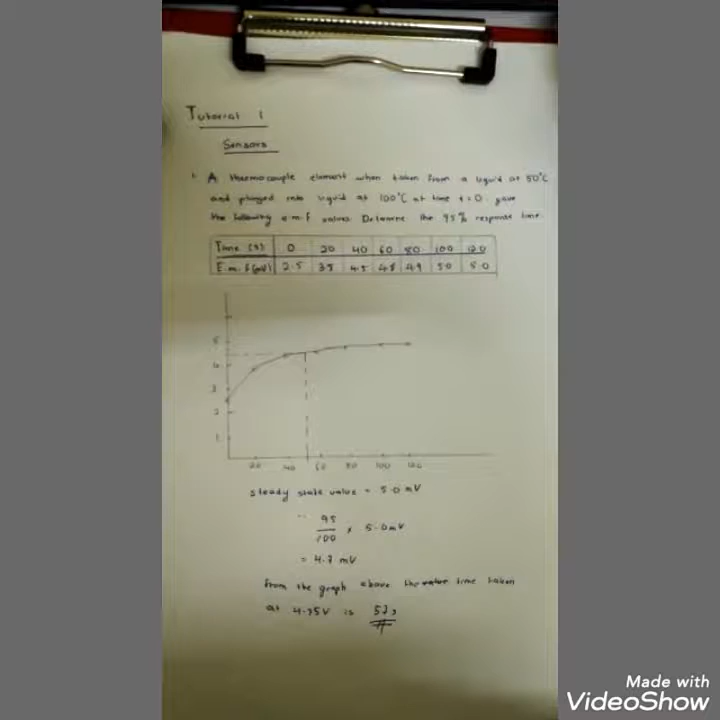 Tutorial 1
Sensors
1. A thermocouple element when taken from a liquid at 50°C
and plunged into liquid at 100°C at time t=0 gave
the following e.m.f values. Determine the 95% response time.
Time (s) 0 20 40 60 80 100 120
E.m.f (mV) 2.5 3.5 4.5 4.8 4.9 5.0 5.0
5
4
3
2
1
20 40 60 80 100 120
steady state value = 5.0 mV
95
100 × 5.0mV
= 4.7 mV
From the graph above the time taken
at 4.75V is
Made with
VideoShow